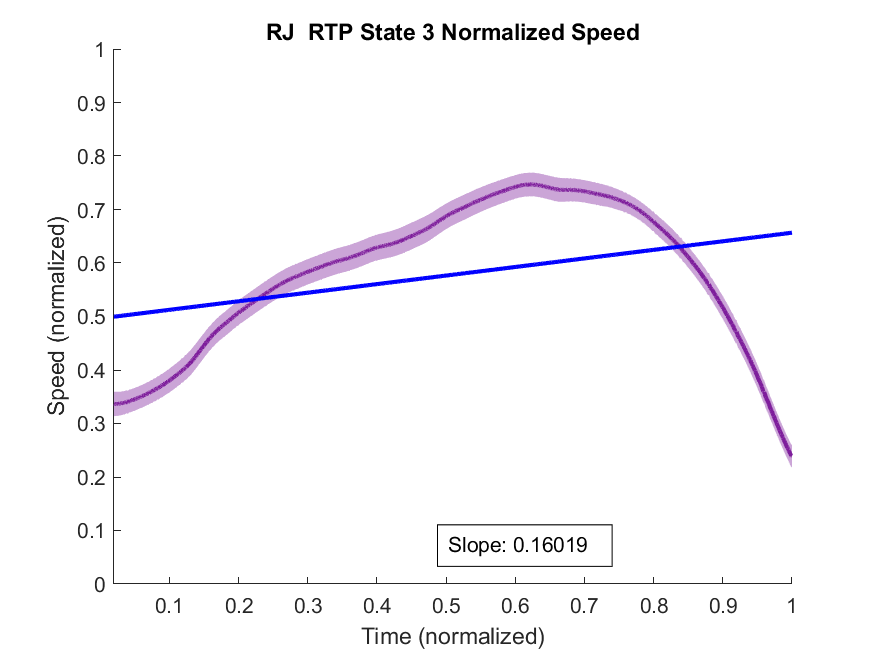 RJ  RTP State 3 Normalized Speed
1
0.9
0.8
0.7
0.6
0.5
0.4
0.3
0.2
0.1
0
Speed (normalized)
Slope: 0.16019
0.1 0.2 0.3 0.4 0.5 0.6 0.7 0.8 0.9 1
Time (normalized)